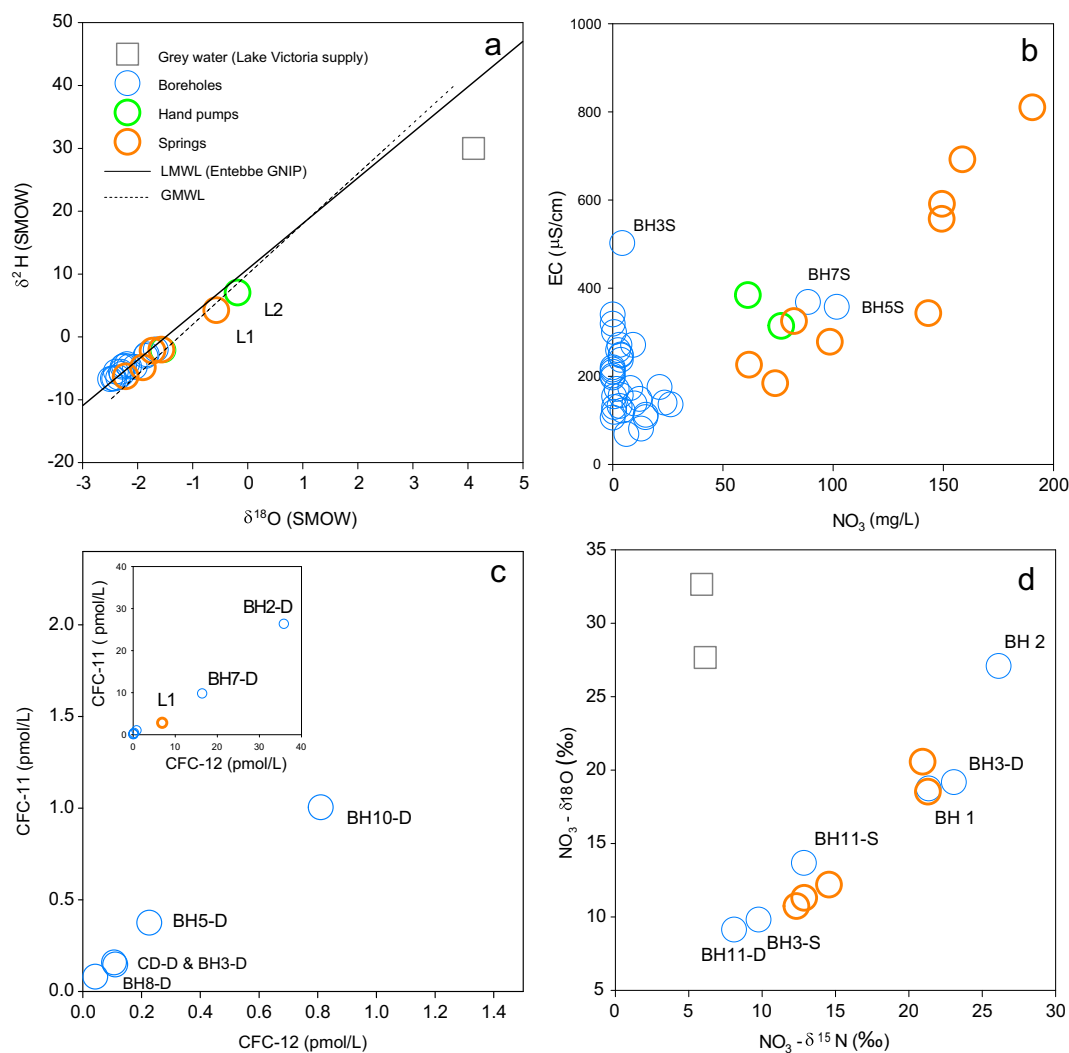 a
50
40
30
20
10
0
-10
-20
-3
-2
-1
0
1
2
3
4
5
δ² H (SMOW)
δ¹⁸O (SMOW)
Grey water (Lake Victoria supply)
Boreholes
Hand pumps
Springs
LMWL (Entebbe GNIP)
GMWL
L2
L1
b
1000
800
600
400
200
0
0
50
100
150
200
EC (µS/cm)
NO₃ (mg/L)
BH3S
BH7S
BH5S
c
2.0
1.5
1.0
0.5
0.0
0.0
0.2
0.4
0.6
0.8
1.0
1.2
1.4
CFC-11 (pmol/L)
CFC-12 (pmol/L)
40
30
20
10
0
0
10
20
30
40
CFC-11 ( pmol/L)
CFC-12 (pmol/L)
BH2-D
BH7-D
L1
BH10-D
BH5-D
CD-D & BH3-D
BH8-D
d
35
30
25
20
15
10
5
5
10
15
20
25
30
NO₃ - δ18O (‰)
NO₃ - δ ¹⁵ N (‰)
BH 2
BH3-D
BH 1
BH11-S
BH3-S
BH11-D